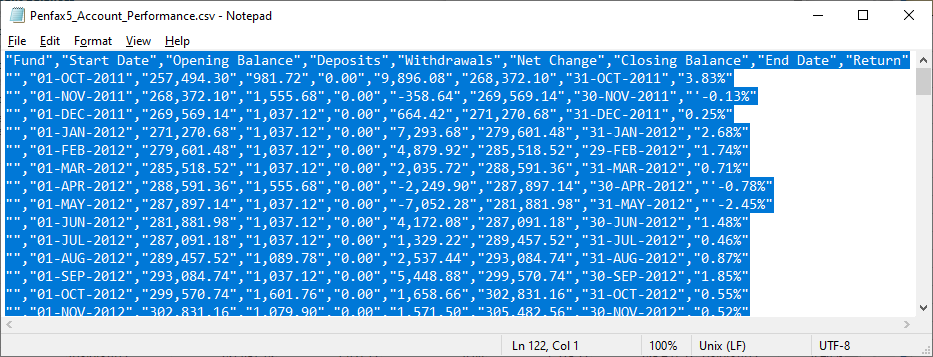 Penfax5_Account_Performance.csv - Notepad
File Edit Format View Help
"Fund","Start Date","Opening Balance","Deposits","Withdrawals","Net Change","Closing Balance","End Date","Return"
"","01-OCT-2011","257,494.30","981.72","0.00","9,896.08","268,372.10","31-OCT-2011","3.83%"
"","01-NOV-2011","268,372.10","1,555.68","0.00","-358.64","269,569.14","30-NOV-2011","'-0.13%"
"","01-DEC-2011","269,569.14","1,037.12","0.00","664.42","271,270.68","31-DEC-2011","0.25%"
"","01-JAN-2012","271,270.68","1,037.12","0.00","7,293.68","279,601.48","31-JAN-2012","2.68%"
"","01-FEB-2012","279,601.48","1,037.12","0.00","4,879.92","285,518.52","29-FEB-2012","1.74%"
"","01-MAR-2012","285,518.52","1,037.12","0.00","2,035.72","288,591.36","31-MAR-2012","0.71%"
"","01-APR-2012","288,591.36","1,555.68","0.00","-2,249.90","287,897.14","30-APR-2012","'-0.78%"
"","01-MAY-2012","287,897.14","1,037.12","0.00","-7,052.28","281,881.98","31-MAY-2012","'-2.45%"
"","01-JUN-2012","281,881.98","1,037.12","0.00","4,172.08","287,091.18","30-JUN-2012","1.48%"
"","01-JUL-2012","287,091.18","1,037.12","0.00","1,329.22","289,457.52","31-JUL-2012","0.46%"
"","01-AUG-2012","289,457.52","1,089.78","0.00","2,537.44","293,084.74","31-AUG-2012","0.87%"
"","01-SEP-2012","293,084.74","1,037.12","0.00","5,448.88","299,570.74","30-SEP-2012","1.85%"
"","01-OCT-2012","299,570.74","1,601.76","0.00","1,658.66","302,831.16","31-OCT-2012","0.55%"
"","01-NOV-2012","302,831.16","1,079.90","0.00","1,571.50","305,482.56","30-NOV-2012","0.52%"
Ln 122, Col 1 100% Unix (LF) UTF-8